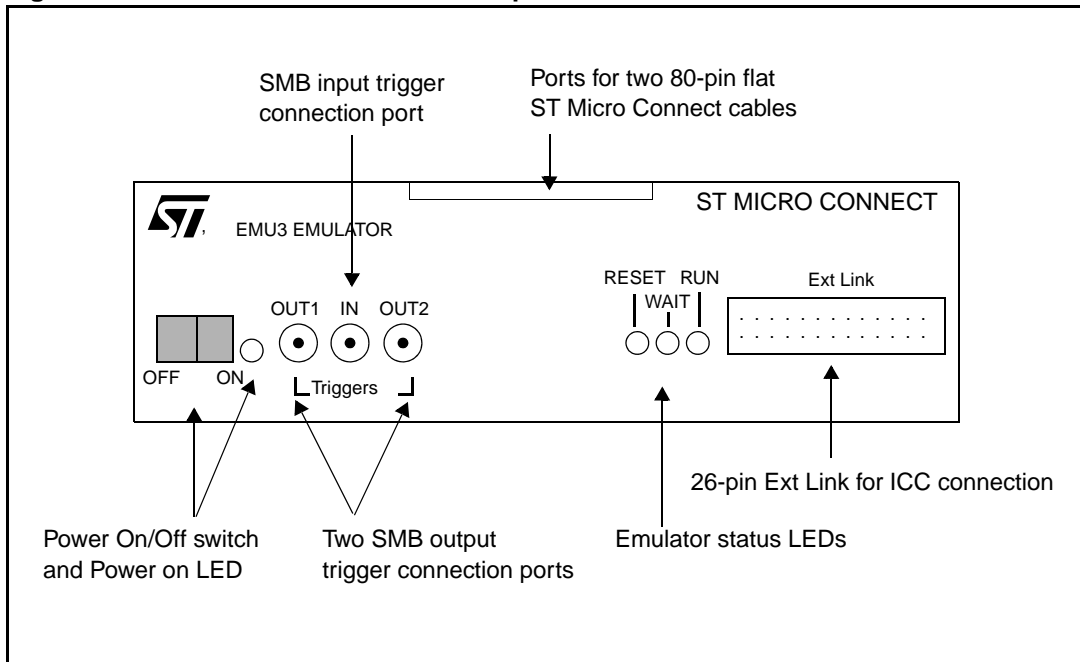 SMB input trigger
connection port
Ports for two 80-pin flat
ST Micro Connect cables
ST
EMU3 EMULATOR
ST MICRO CONNECT
OUT1 IN OUT2
RESET RUN
WAIT
Ext Link
OFF ON
Triggers
26-pin Ext Link for ICC connection
Power On/Off switch
and Power on LED
Two SMB output
trigger connection ports
Emulator status LEDs